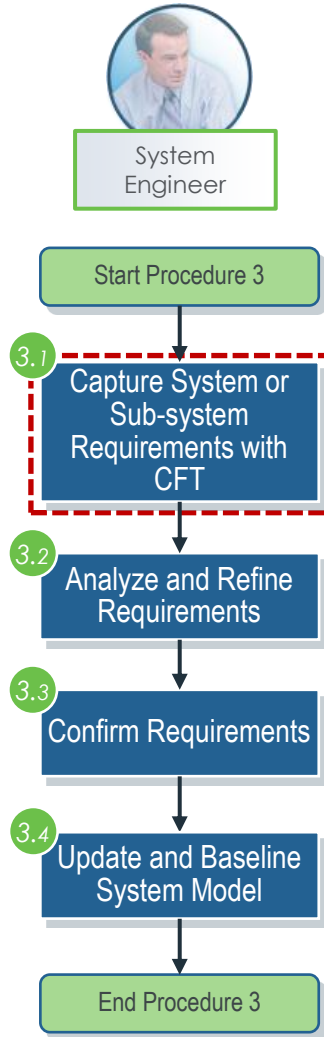 System
Engineer
Start Procedure 3
3.1
Capture System or
Sub-system
Requirements with
CFT
3.2
Analyze and Refine
Requirements
3.3
Confirm Requirements
3.4
Update and Baseline
System Model
End Procedure 3